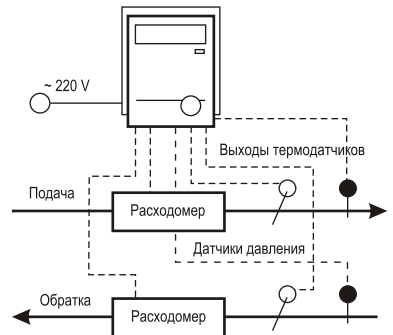 ~ 220 V
Выходы термодатчиков
Подача
Расходомер
Датчики давления
Обратка
Расходомер